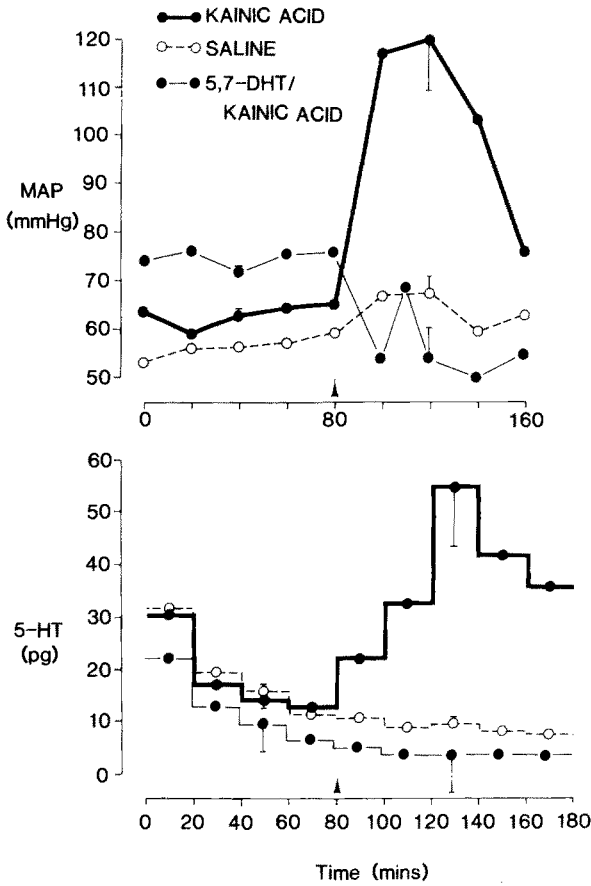 KAINIC ACID
SALINE
5,7-DHT/
KAINIC ACID
120
110
100
90
80
70
60
50
MAP
(mmHg)
0
80
160
60
50
40
30
20
10
0
5-HT
(pg)
0 20 40 60 80 100 120 140 160 180
Time (mins)